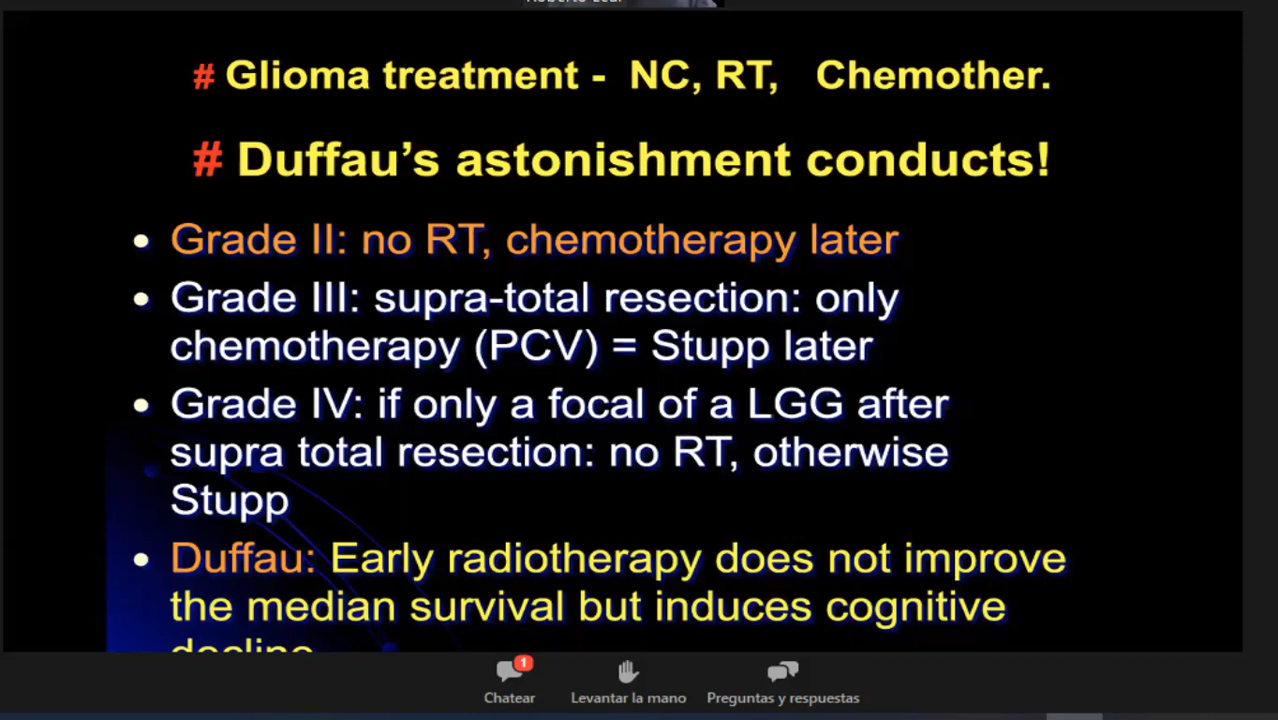 # Glioma treatment - NC, RT, Chemother.
# Duffau's astonishment conducts!
• Grade II: no RT, chemotherapy later
• Grade III: supra-total resection: only
chemotherapy (PCV) = Stupp later
• Grade IV: if only a focal of a LGG after
supra total resection: no RT, otherwise
Stupp
• Duffau: Early radiotherapy does not improve
the median survival but induces cognitive
decline
1
Chatear
Levantar la mano
Preguntas y respuestas